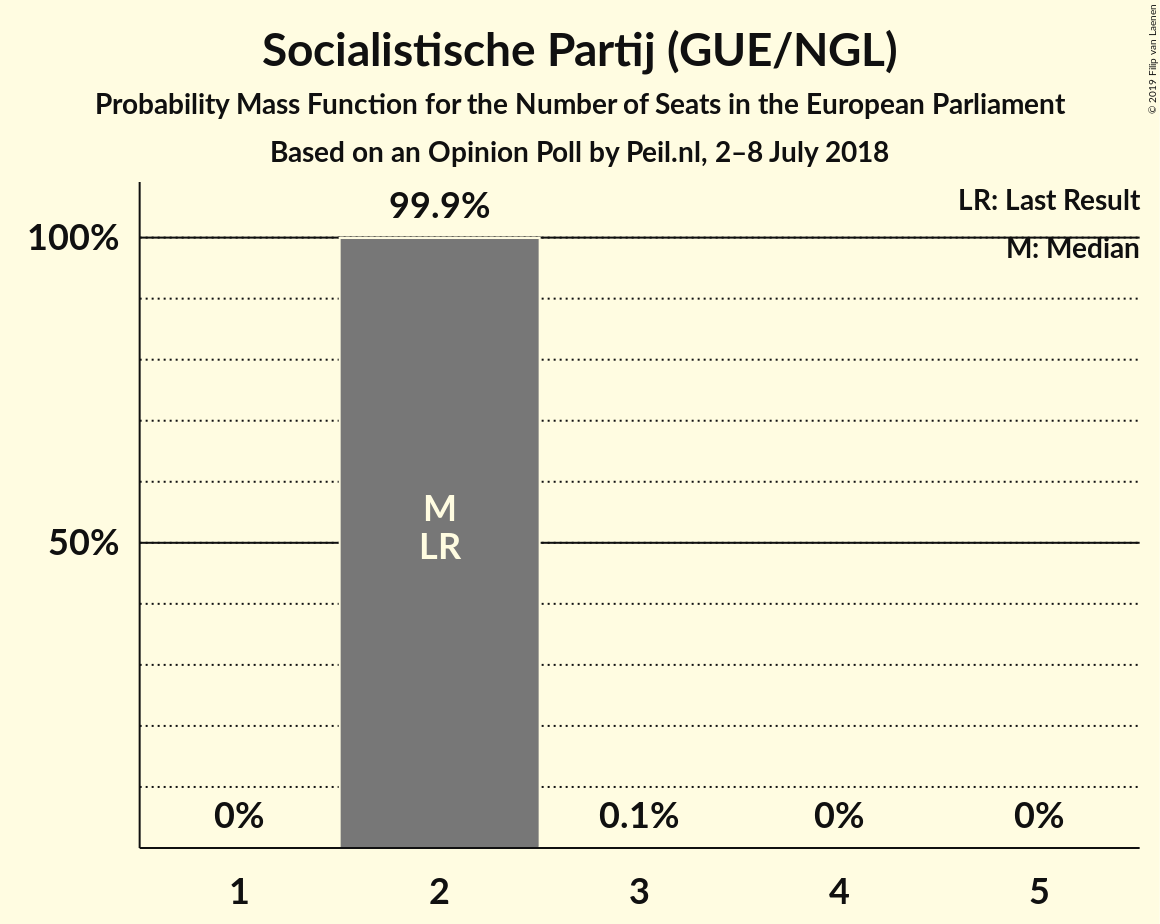 Socialistische Partij (GUE/NGL)
Probability Mass Function for the Number of Seats in the European Parliament
Based on an Opinion Poll by Peil.nl, 2–8 July 2018
© 2019 Filip van Laenen
LR: Last Result
M: Median
99.9%
100%
50%
M
LR
0%
0.1%
0%
0%
1
2
3
4
5